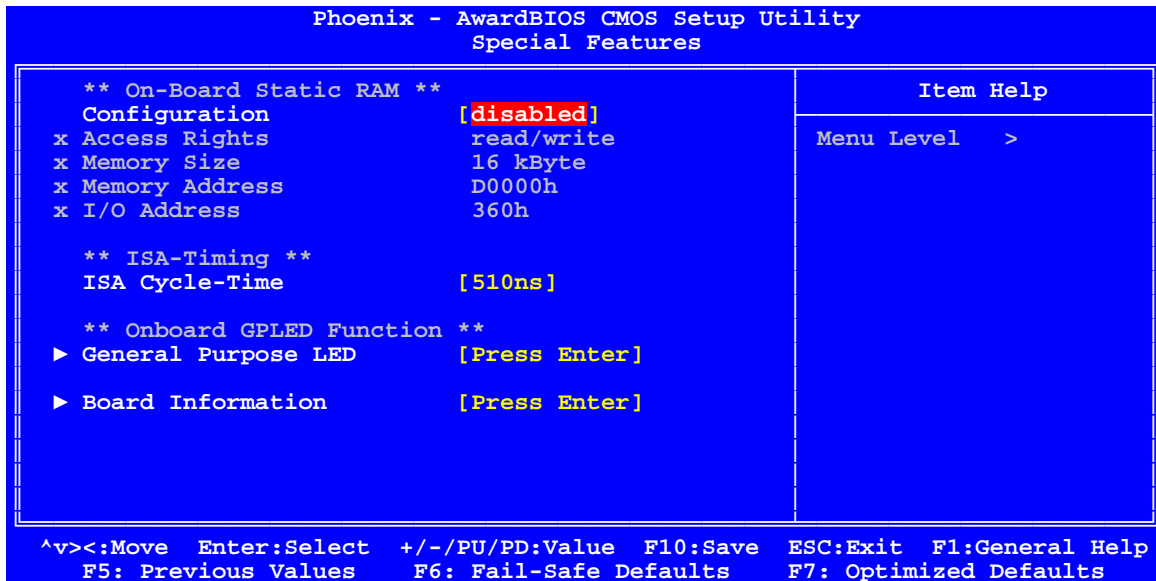 Phoenix - AwardBIOS CMOS Setup Utility
Special Features
** On-Board Static RAM **
Configuration [disabled]
x Access Rights read/write
x Memory Size 16 kByte
x Memory Address D0000h
x I/O Address 360h
** ISA-Timing **
ISA Cycle-Time [510ns]
** Onboard GPLED Function **
► General Purpose LED [Press Enter]
► Board Information [Press Enter]
Item Help
Menu Level >
^v><:Move Enter:Select +/-/PU/PD:Value F10:Save ESC:Exit F1:General Help
F5: Previous Values F6: Fail-Safe Defaults F7: Optimized Defaults